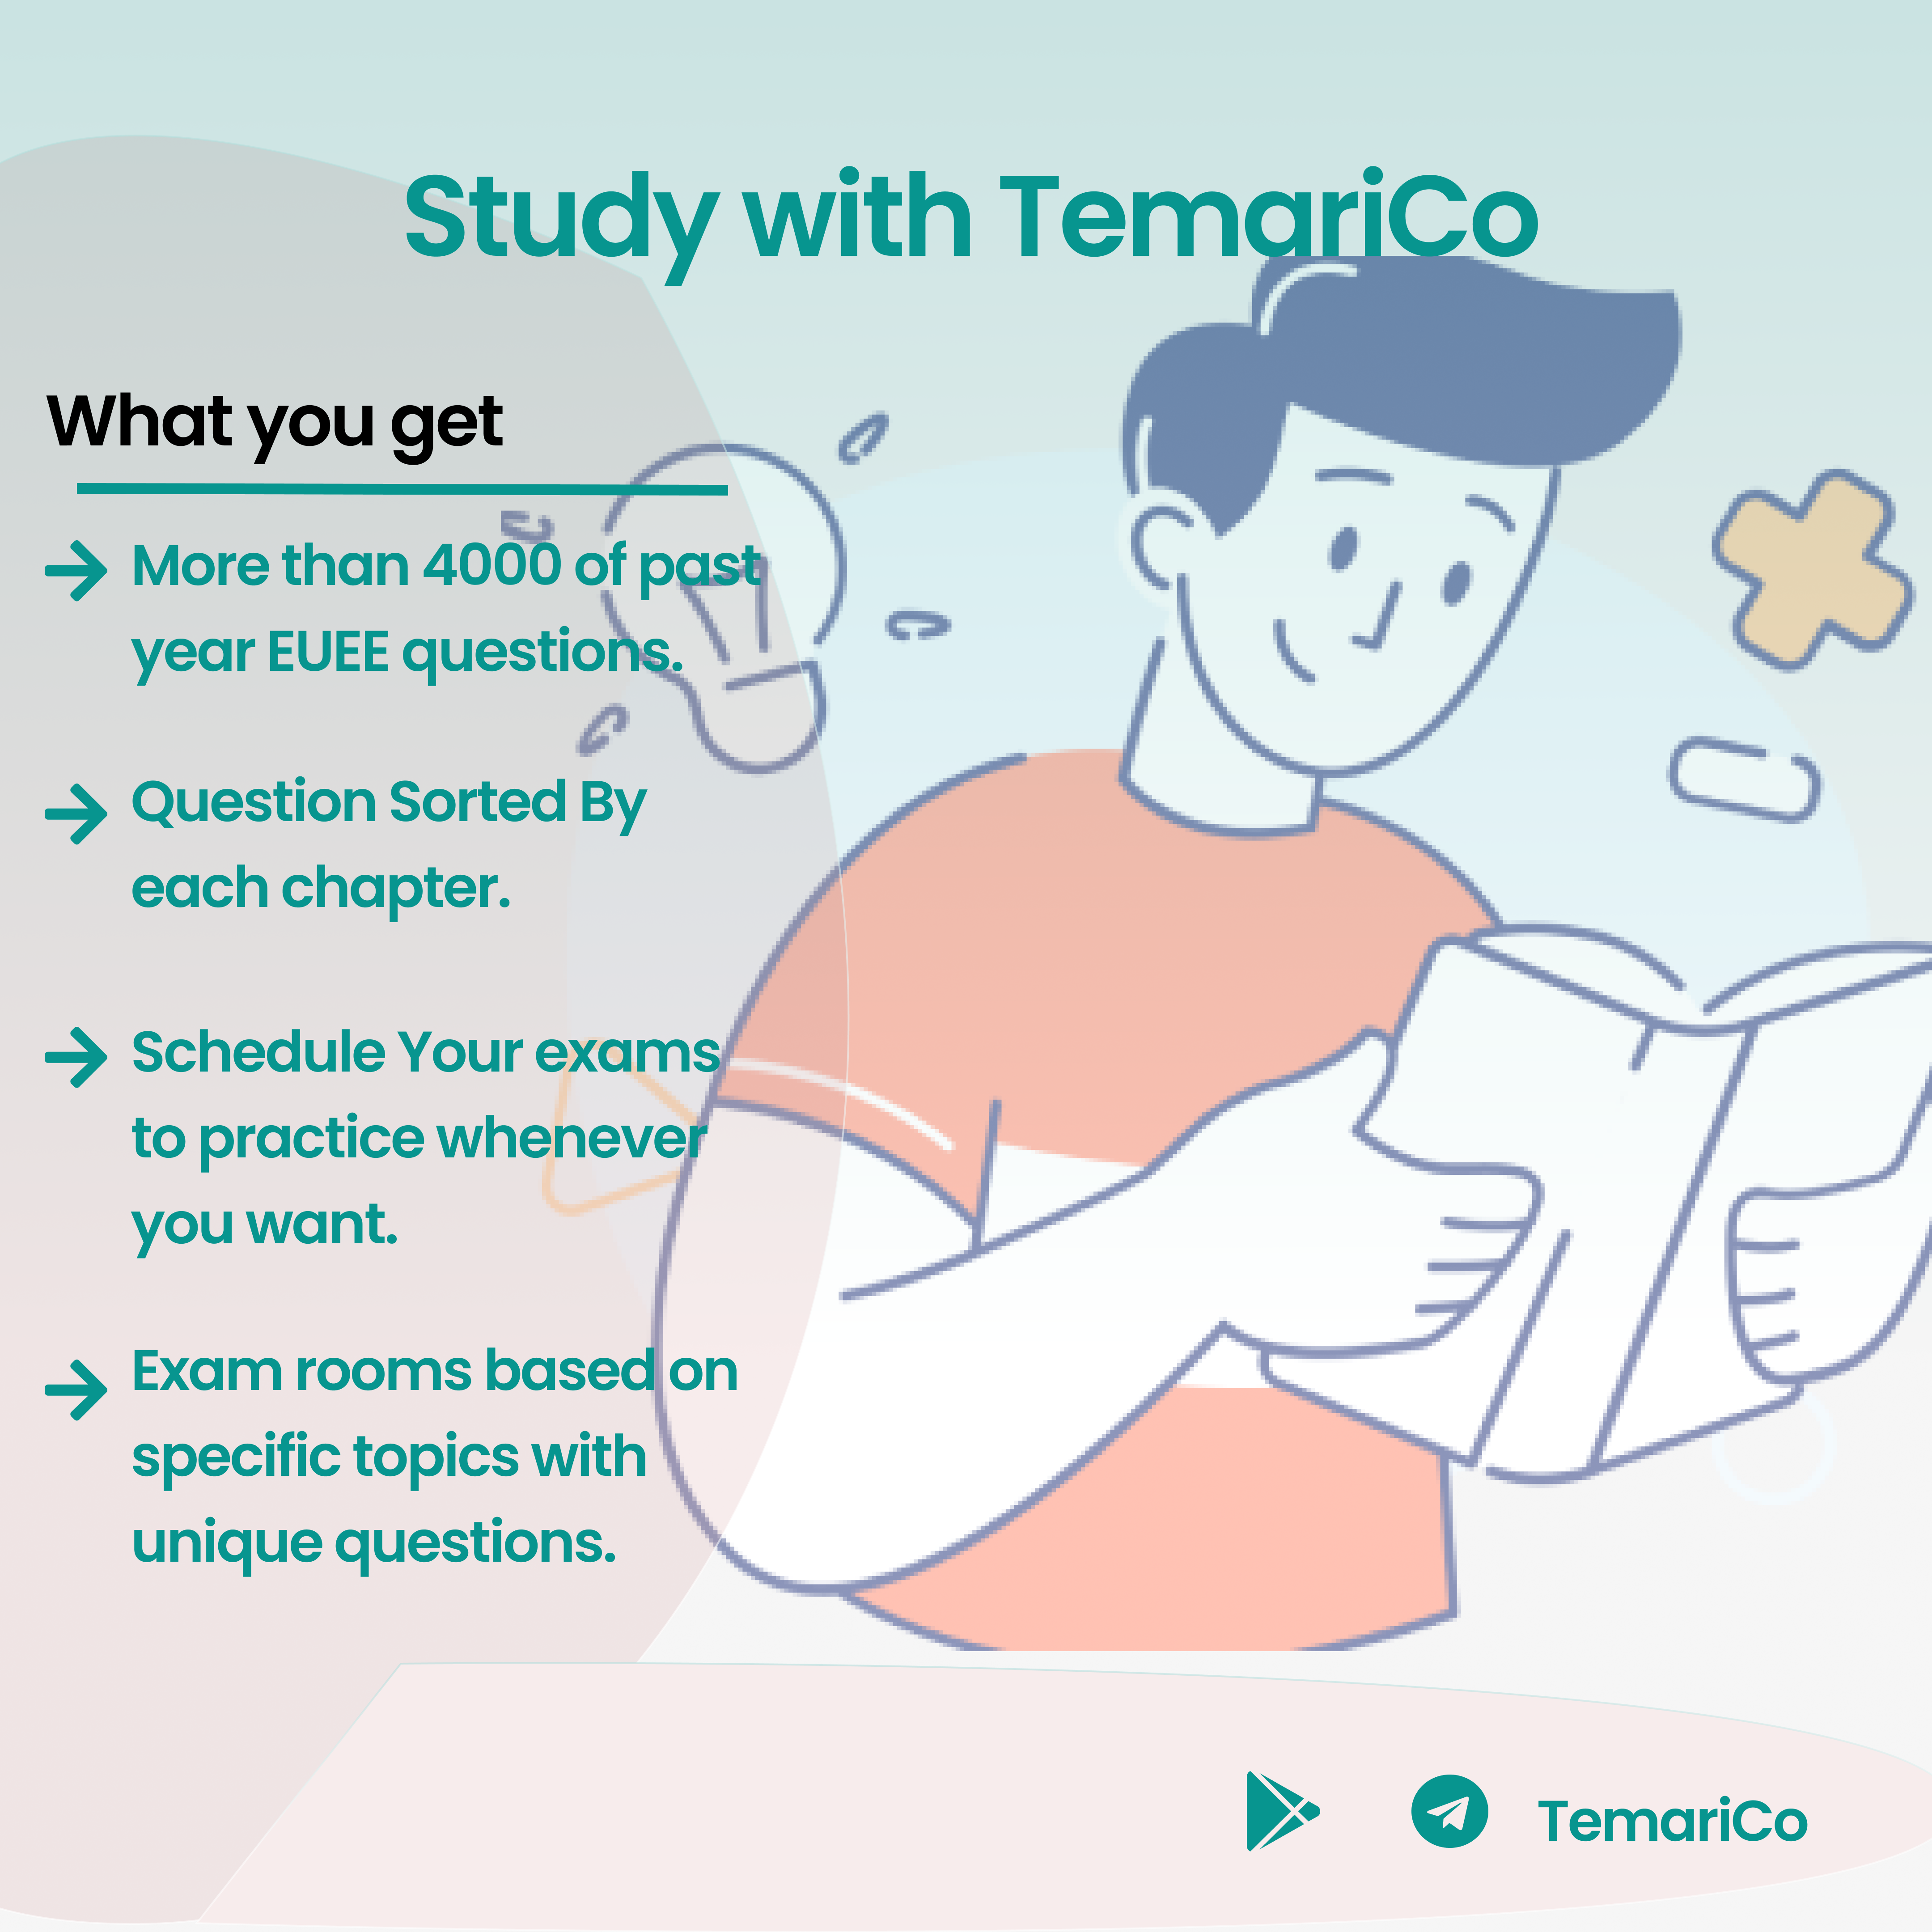 Study with TemariCo
What you get
More than 4000 of past
year EUEE questions.
Question Sorted By
each chapter.
Schedule Your exams
to practice whenever
you want.
Exam rooms based on
specific topics with
unique questions.
TemariCo